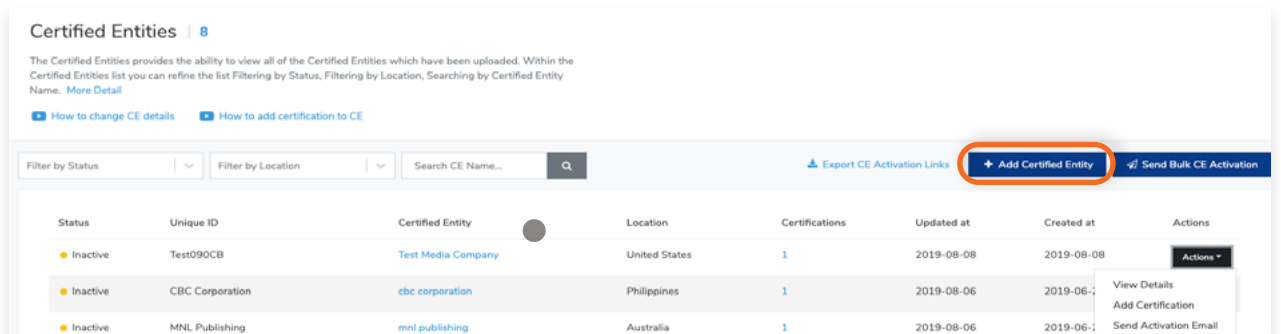 Certified Entities | 8
The Certified Entities provides the ability to view all of the Certified Entities which have been uploaded. Within the
Certified Entities list you can refine the list Filtering by Status, Filtering by Location, Searching by Certified Entity
Name. More Detail
How to change CE details How to add certification to CE
Filter by Status Filter by Location Search CE Name... Export CE Activation Links + Add Certified Entity Send Bulk CE Activation
Status Unique ID Certified Entity Location Certifications Updated at Created at Actions
Inactive Test090CB Test Media Company United States 1 2019-08-08 2019-08-08 Actions
View Details
Inactive CBC Corporation cbc corporation Philippines 1 2019-08-06 2019-06-
Add Certification
Inactive MNL Publishing mnl publishing Australia 1 2019-08-06 2019-06- Send Activation Email